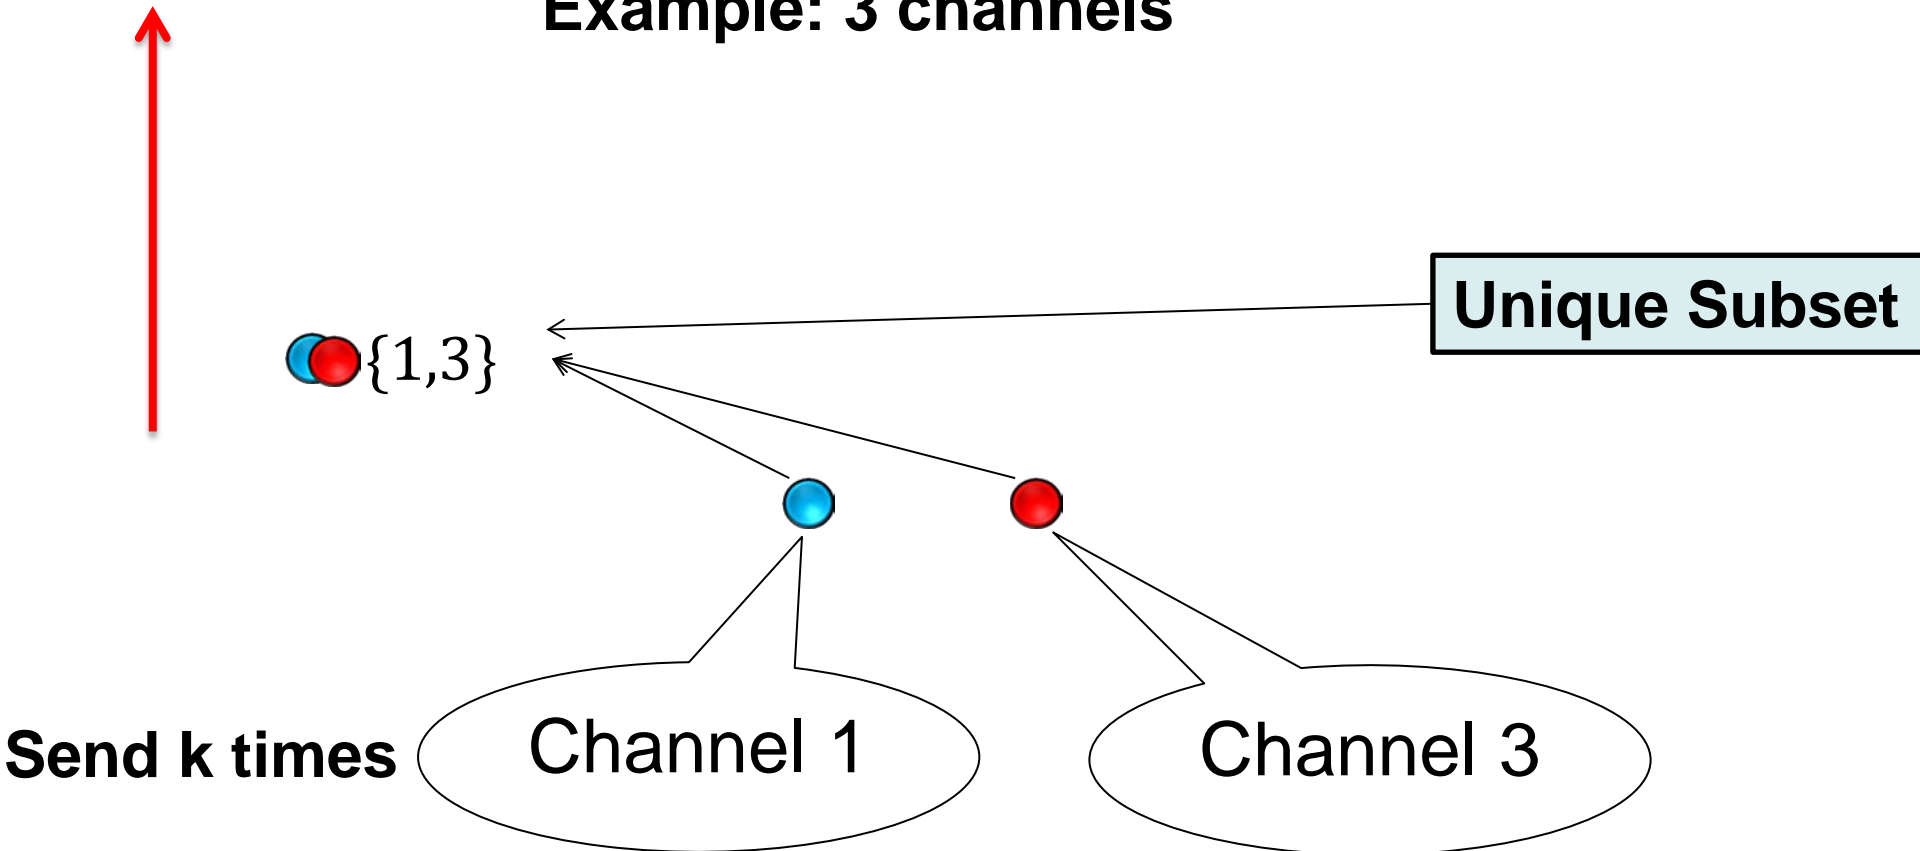 Example: 3 channels
Unique Subset
{1,3}
Channel 1
Channel 3
Send k times